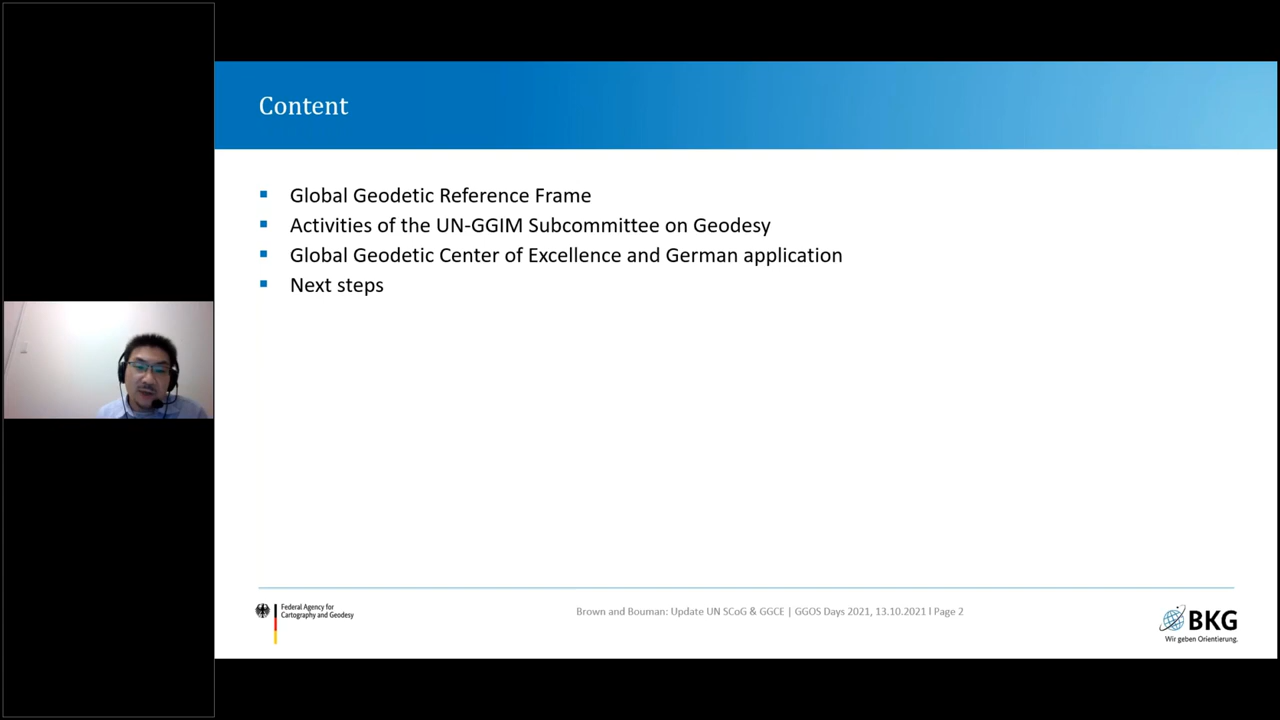 Content
Global Geodetic Reference Frame
Activities of the UN-GGIM Subcommittee on Geodesy
Global Geodetic Center of Excellence and German application
Next steps
Federal Agency for
Cartography and Geodesy
Brown and Bouman: Update UN SCoG & GGCE | GGOS Days 2021, 13.10.2021 I Page 2
BKG
Wir geben Orientierung.